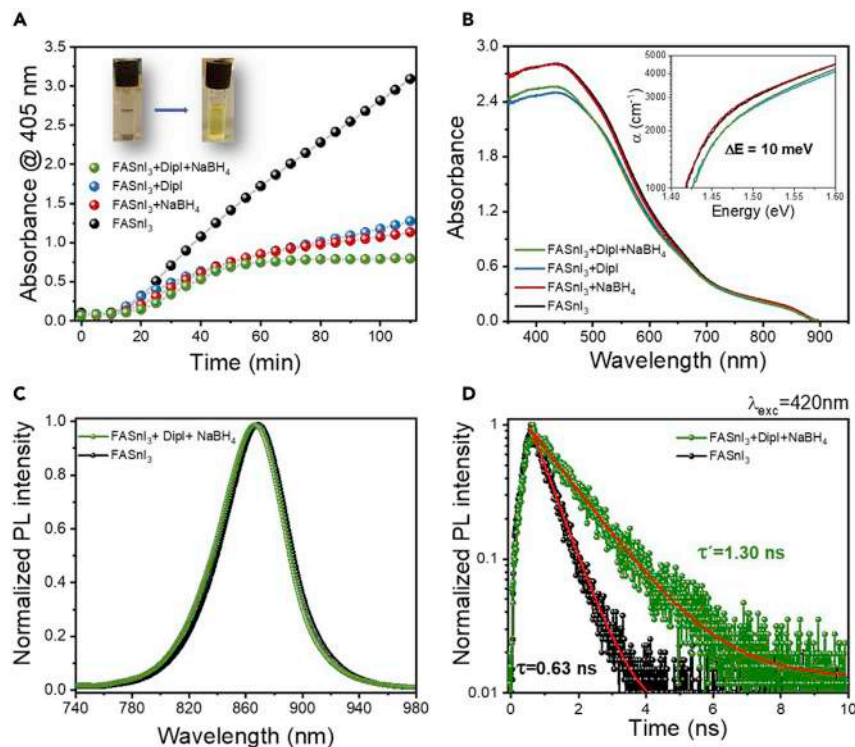 A
Absorbance @ 405 nm
3.5
3.0
2.5
2.0
1.5
1.0
0.5
0.0
FASnI₃+DipI+NaBH₄
FASnI₃+DipI
FASnI₃+NaBH₄
FASnI₃
0 20 40 60 80 100
Time (min)
B
Absorbance
3.0
2.4
1.8
1.2
0.6
0.0
α (cm⁻¹)
5000
4000
3000
2000
1000
ΔE = 10 meV
1.40 1.45 1.50 1.55 1.60
Energy (eV)
FASnI₃+DipI+NaBH₄
FASnI₃+DipI
FASnI₃+NaBH₄
FASnI₃
400 500 600 700 800 900
Wavelength (nm)
C
Normalized PL intensity
1.0
0.8
0.6
0.4
0.2
0.0
FASnI₃+ DipI+ NaBH₄
FASnI₃
740 780 820 860 900 940 980
Wavelength (nm)
D
λexc=420nm
Normalized PL intensity
1
0.1
0.01
FASnI₃+DipI+NaBH₄
FASnI₃
τ´=1.30 ns
τ=0.63 ns
0 2 4 6 8 10
Time (ns)